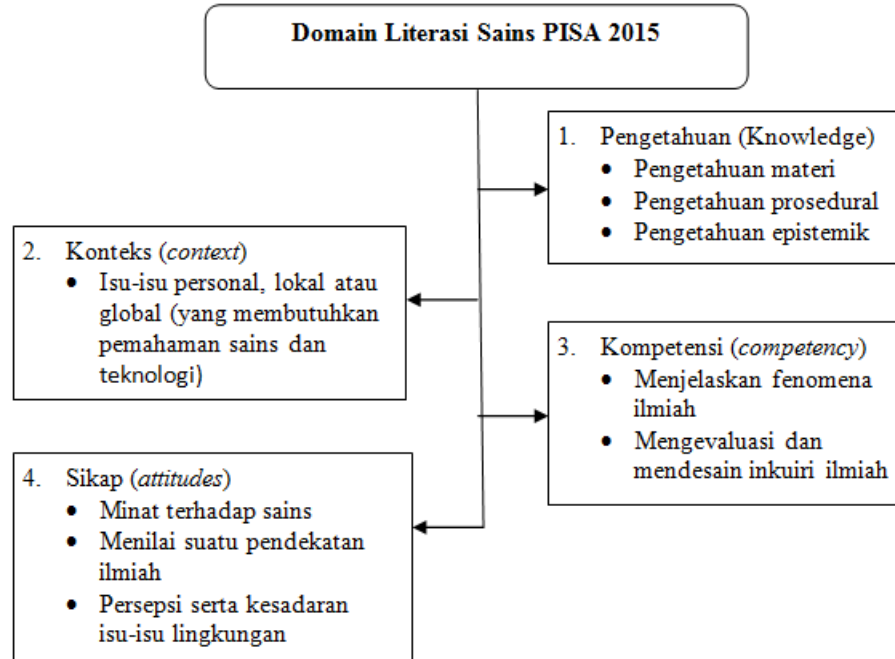 Domain Literasi Sains PISA 2015
1. Pengetahuan (Knowledge)
• Pengetahuan materi
• Pengetahuan prosedural
• Pengetahuan epistemik
2. Konteks (context)
• Isu-isu personal, lokal atau
global (yang membutuhkan
pemahaman sains dan
teknologi)
3. Kompetensi (competency)
• Menjelaskan fenomena
ilmiah
• Mengevaluasi dan
mendesain inkuiri ilmiah
4. Sikap (attitudes)
• Minat terhadap sains
• Menilai suatu pendekatan
ilmiah
• Persepsi serta kesadaran
isu-isu lingkungan